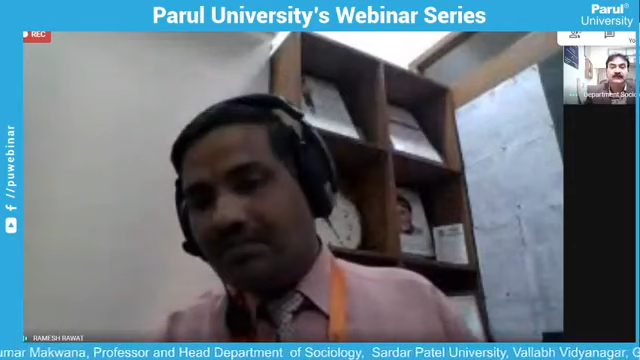 Parul University's Webinar Series
Parul
University
REC
//puwebinar
Department Socio
RAMESH RAWAT
umar Makwana, Professor and Head Department of Sociology, Sardar Patel University, Vallabh Vidyanagar. G